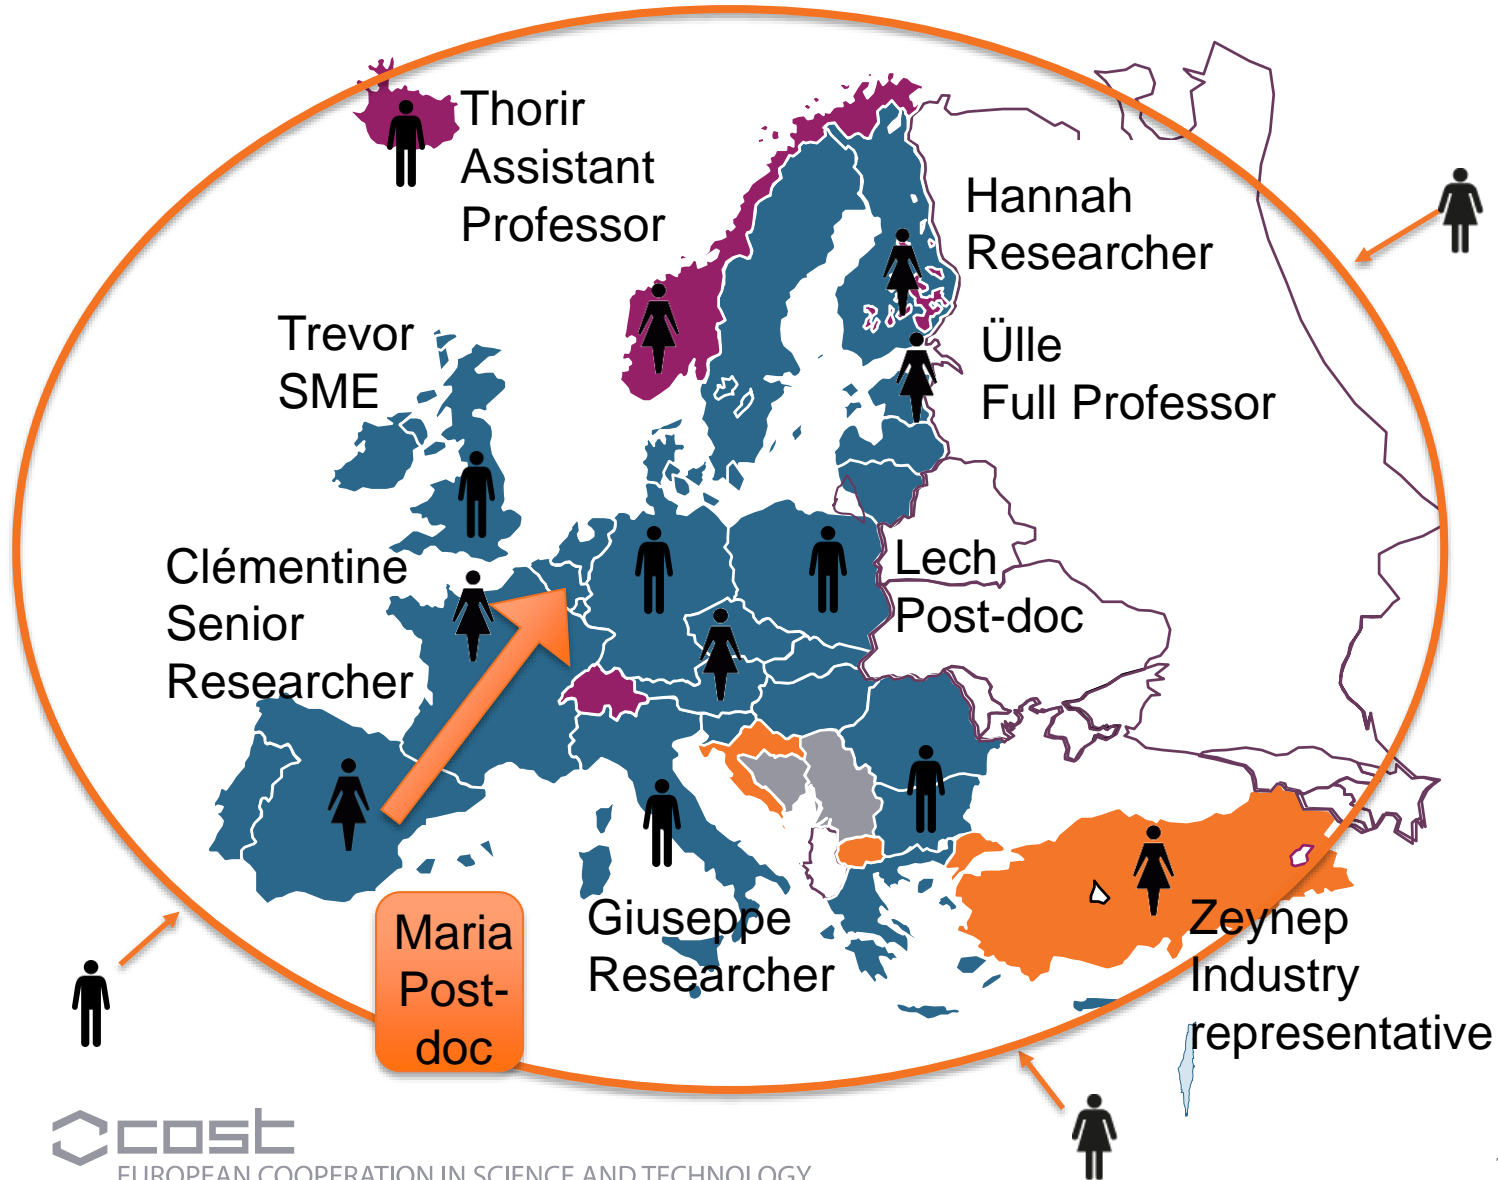 Thorir
Assistant
Professor
Hannah
Researcher
Trevor
SME
Ülle
Full Professor
Clémentine
Senior
Researcher
Lech
Post-doc
Maria
Post-
doc
Giuseppe
Researcher
Zeynep
Industry
representative
cost
EUROPEAN COOPERATION IN SCIENCE AND TECHNOLOGY